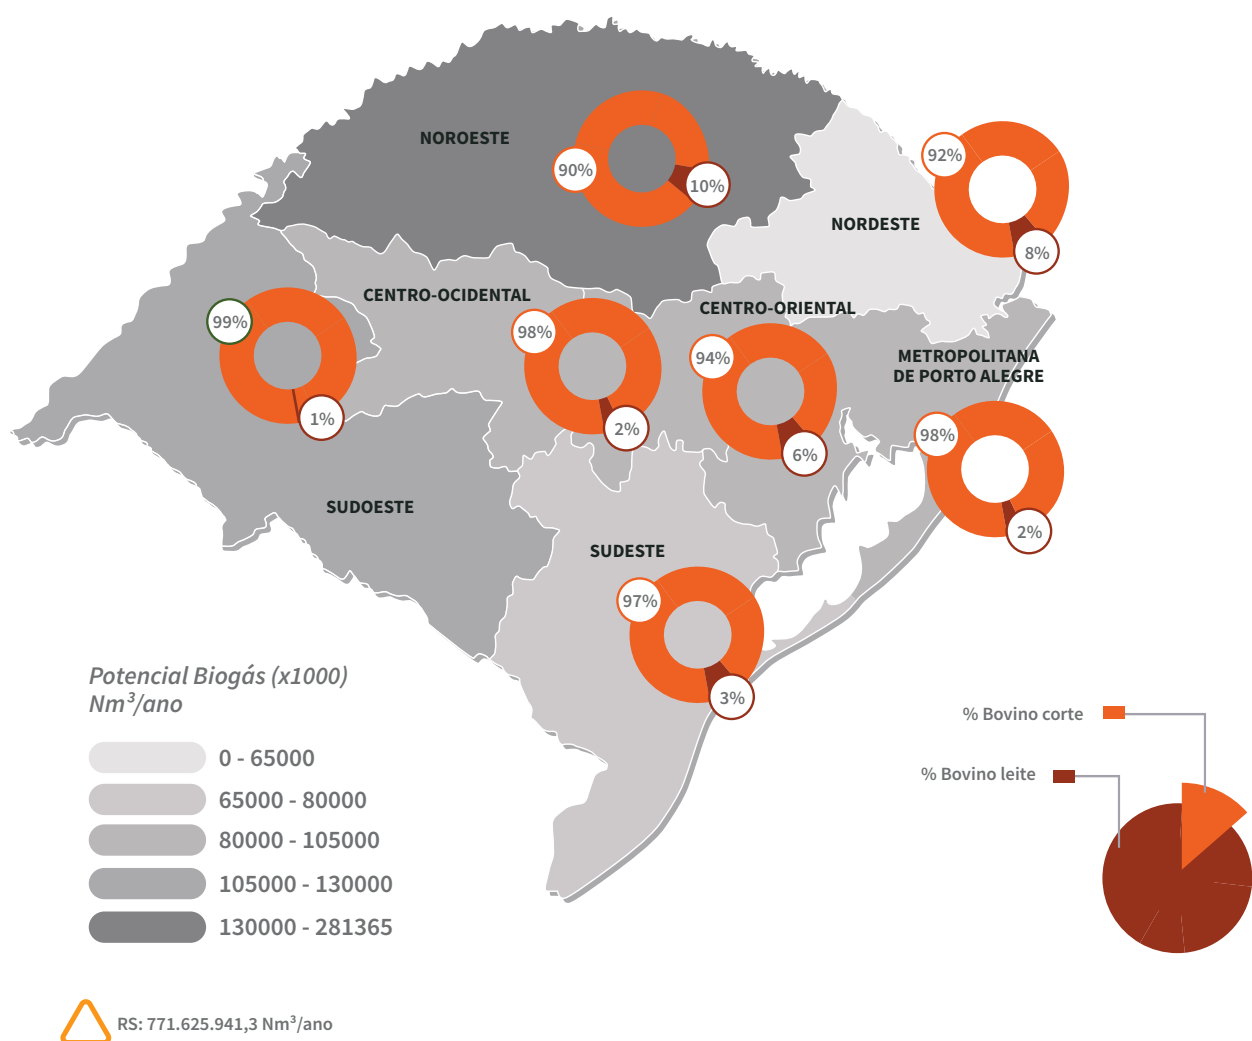 NOROESTE
90%
10%
92%
NORDESTE
8%
CENTRO-OCIDENTAL
CENTRO-ORIENTAL
99%
98%
94%
METROPOLITANA
DE PORTO ALEGRE
1%
2%
6%
98%
2%
SUDOESTE
SUDESTE
97%
3%
Potencial Biogás (x1000)
Nm³/ano
0 - 65000
65000 - 80000
80000 - 105000
105000 - 130000
130000 - 281365
% Bovino corte
% Bovino leite
RS: 771.625.941,3 Nm³/ano